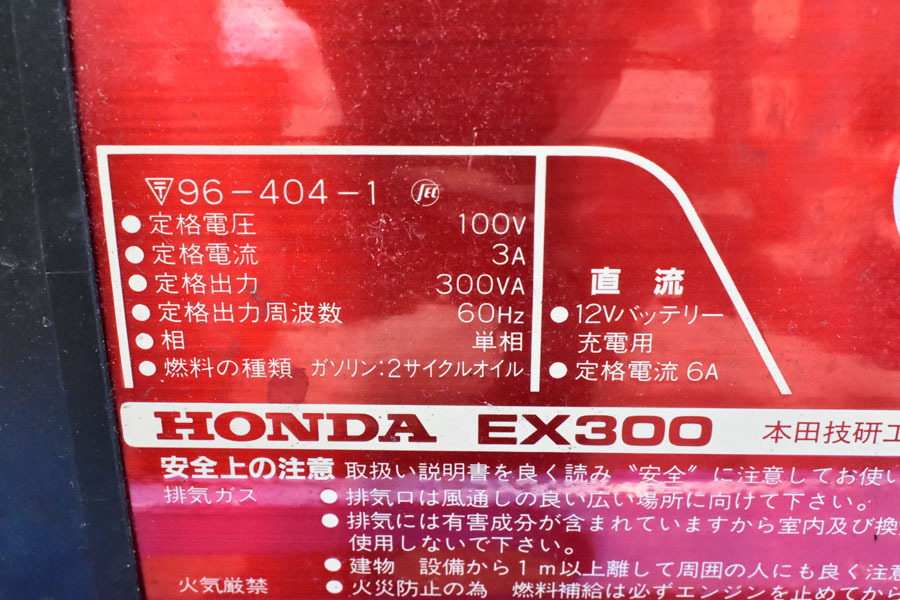 〒96-404-1 JET
●定格電圧 100V
●定格電流 3A
●定格出力 300VA
●定格出力周波数 60Hz
●相 単相
●燃料の種類 ガソリン:2サイクルオイル
直流
●12Vバッテリー
充電用
●定格電流 6A
HONDA EX300 本田技研工
安全上の注意 取扱い説明書を良く読み〝安全〟に注意してお使い
排気ガス ●排気口は風通しの良い広い場所に向けて下さい。
●排気には有害成分が含まれていますから室内及び換
使用しないで下さい。
●建物 設備から1m以上離して周囲の人にも良く注意
火気厳禁 ●火災防止の為 燃料補給は必ずエンジンを止めてから